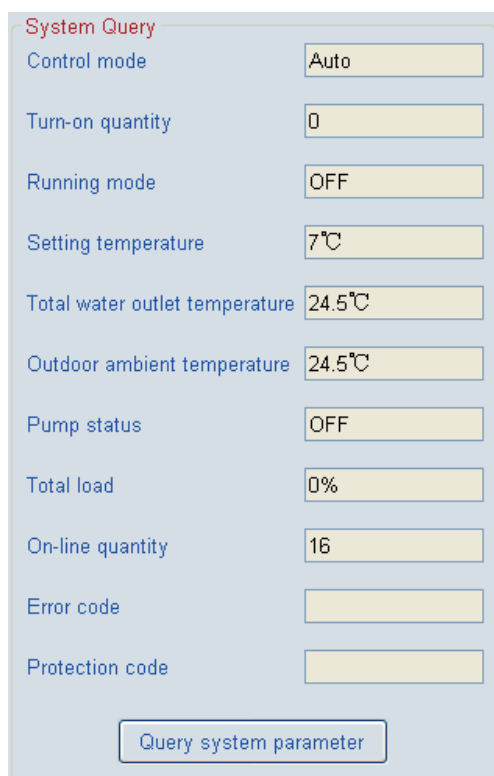 System Query
Control mode Auto
Turn-on quantity 0
Running mode OFF
Setting temperature 7℃
Total water outlet temperature 24.5℃
Outdoor ambient temperature 24.5℃
Pump status OFF
Total load 0%
On-line quantity 16
Error code
Protection code
Query system parameter